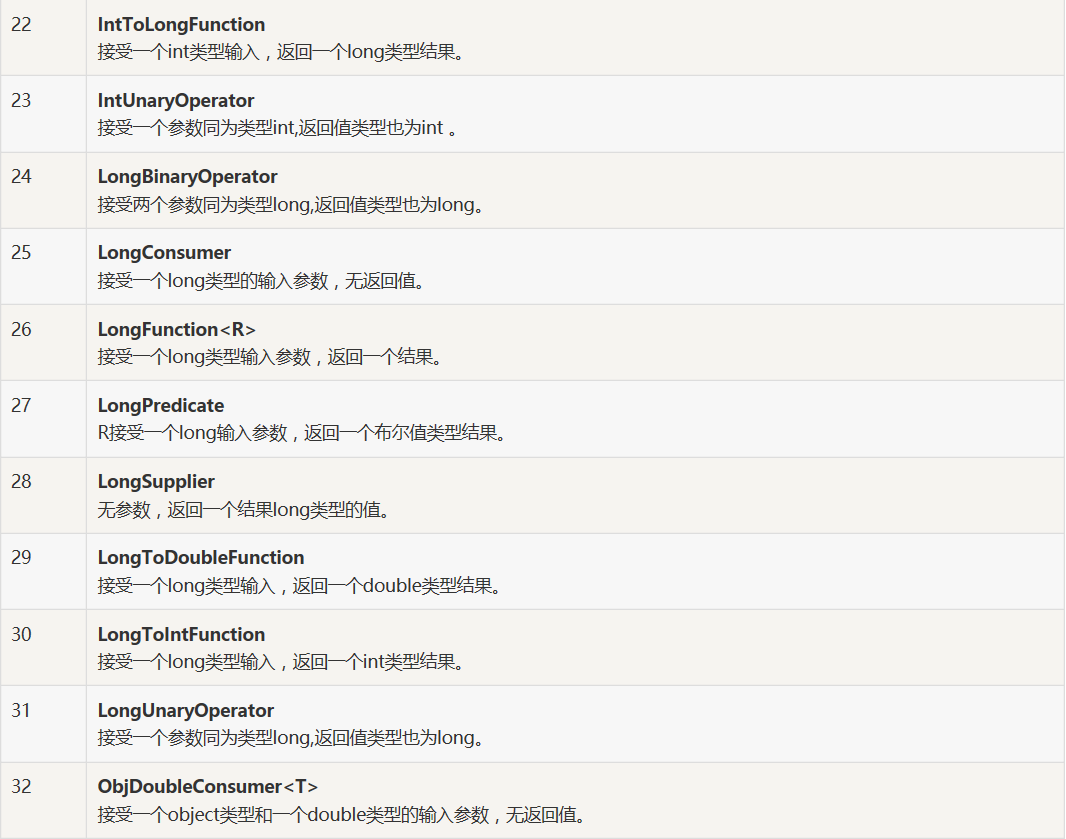 22
IntToLongFunction
接受一个int类型输入，返回一个long类型结果。
23
IntUnaryOperator
接受一个参数同为类型int,返回值类型也为int 。
24
LongBinaryOperator
接受两个参数同为类型long,返回值类型也为long。
25
LongConsumer
接受一个long类型的输入参数，无返回值。
26
LongFunction<R>
接受一个long类型输入参数，返回一个结果。
27
LongPredicate
R接受一个long输入参数，返回一个布尔值类型结果。
28
LongSupplier
无参数，返回一个结果long类型的值。
29
LongToDoubleFunction
接受一个long类型输入，返回一个double类型结果。
30
LongToIntFunction
接受一个long类型输入，返回一个int类型结果。
31
LongUnaryOperator
接受一个参数同为类型long,返回值类型也为long。
32
ObjDoubleConsumer<T>
接受一个object类型和一个double类型的输入参数，无返回值。